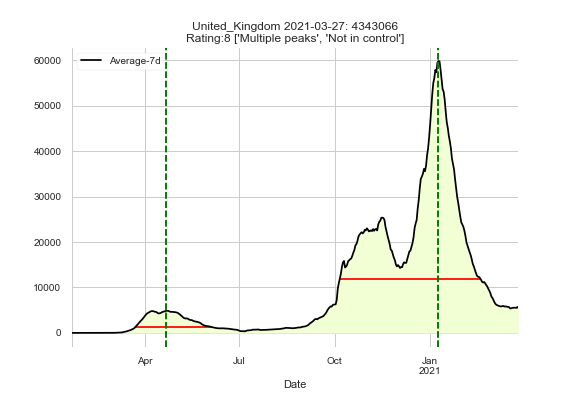 United_Kingdom 2021-03-27: 4343066
Rating:8 ['Multiple peaks', 'Not in control']
Average-7d
60000
50000
40000
30000
20000
10000
0
Apr
Jul
Oct
Jan
2021
Date